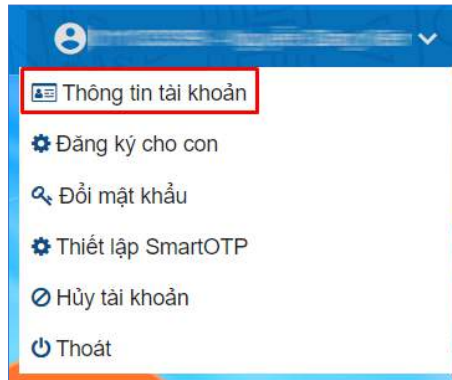 Thông tin tài khoản
Đăng ký cho con
Đổi mật khẩu
Thiết lập SmartOTP
Hủy tài khoản
Thoát